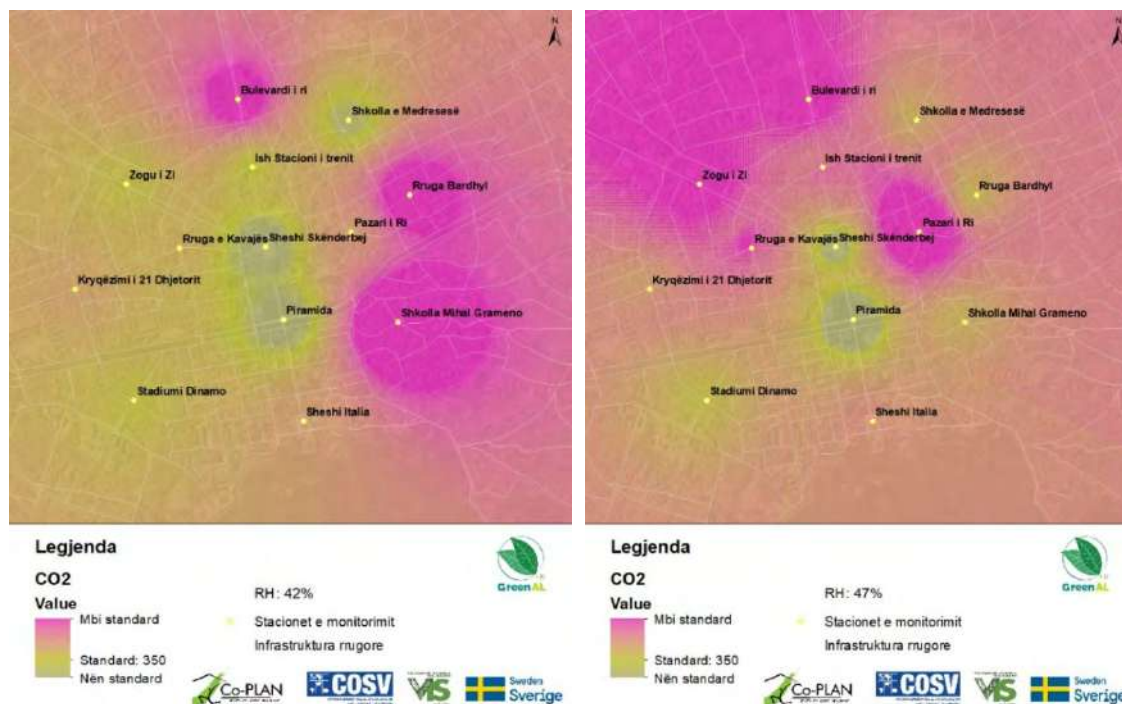 N
Bulevardi i ri
Shkolla e Medresesë
Ish Stacioni i trenit
Zogu i Zi
Rruga Bardhyl
Pazari i Ri
Rruga e Kavajës
Sheshi Skënderbej
Kryqëzimi i 21 Dhjetorit
Piramida
Shkolla Mihal Grameno
Stadiumi Dinamo
Sheshi Italia
Legjenda
CO2
Value
Mbi standard
Standard: 350
Nën standard
RH: 42%
Stacionet e monitorimit
Infrastruktura rrugore
GreenAL
Co-PLAN
COSV
VIS
Sweden
Sverige
N
Bulevardi i ri
Shkolla e Medresesë
Ish Stacioni i trenit
Zogu i Zi
Rruga Bardhyl
Pazari i Ri
Rruga e Kavajës
Sheshi Skënderbej
Kryqëzimi i 21 Dhjetorit
Piramida
Shkolla Mihal Grameno
Stadiumi Dinamo
Sheshi Italia
Legjenda
CO2
Value
Mbi standard
Standard: 350
Nën standard
RH: 47%
Stacionet e monitorimit
Infrastruktura rrugore
GreenAL
Co-PLAN
COSV
VIS
Sweden
Sverige